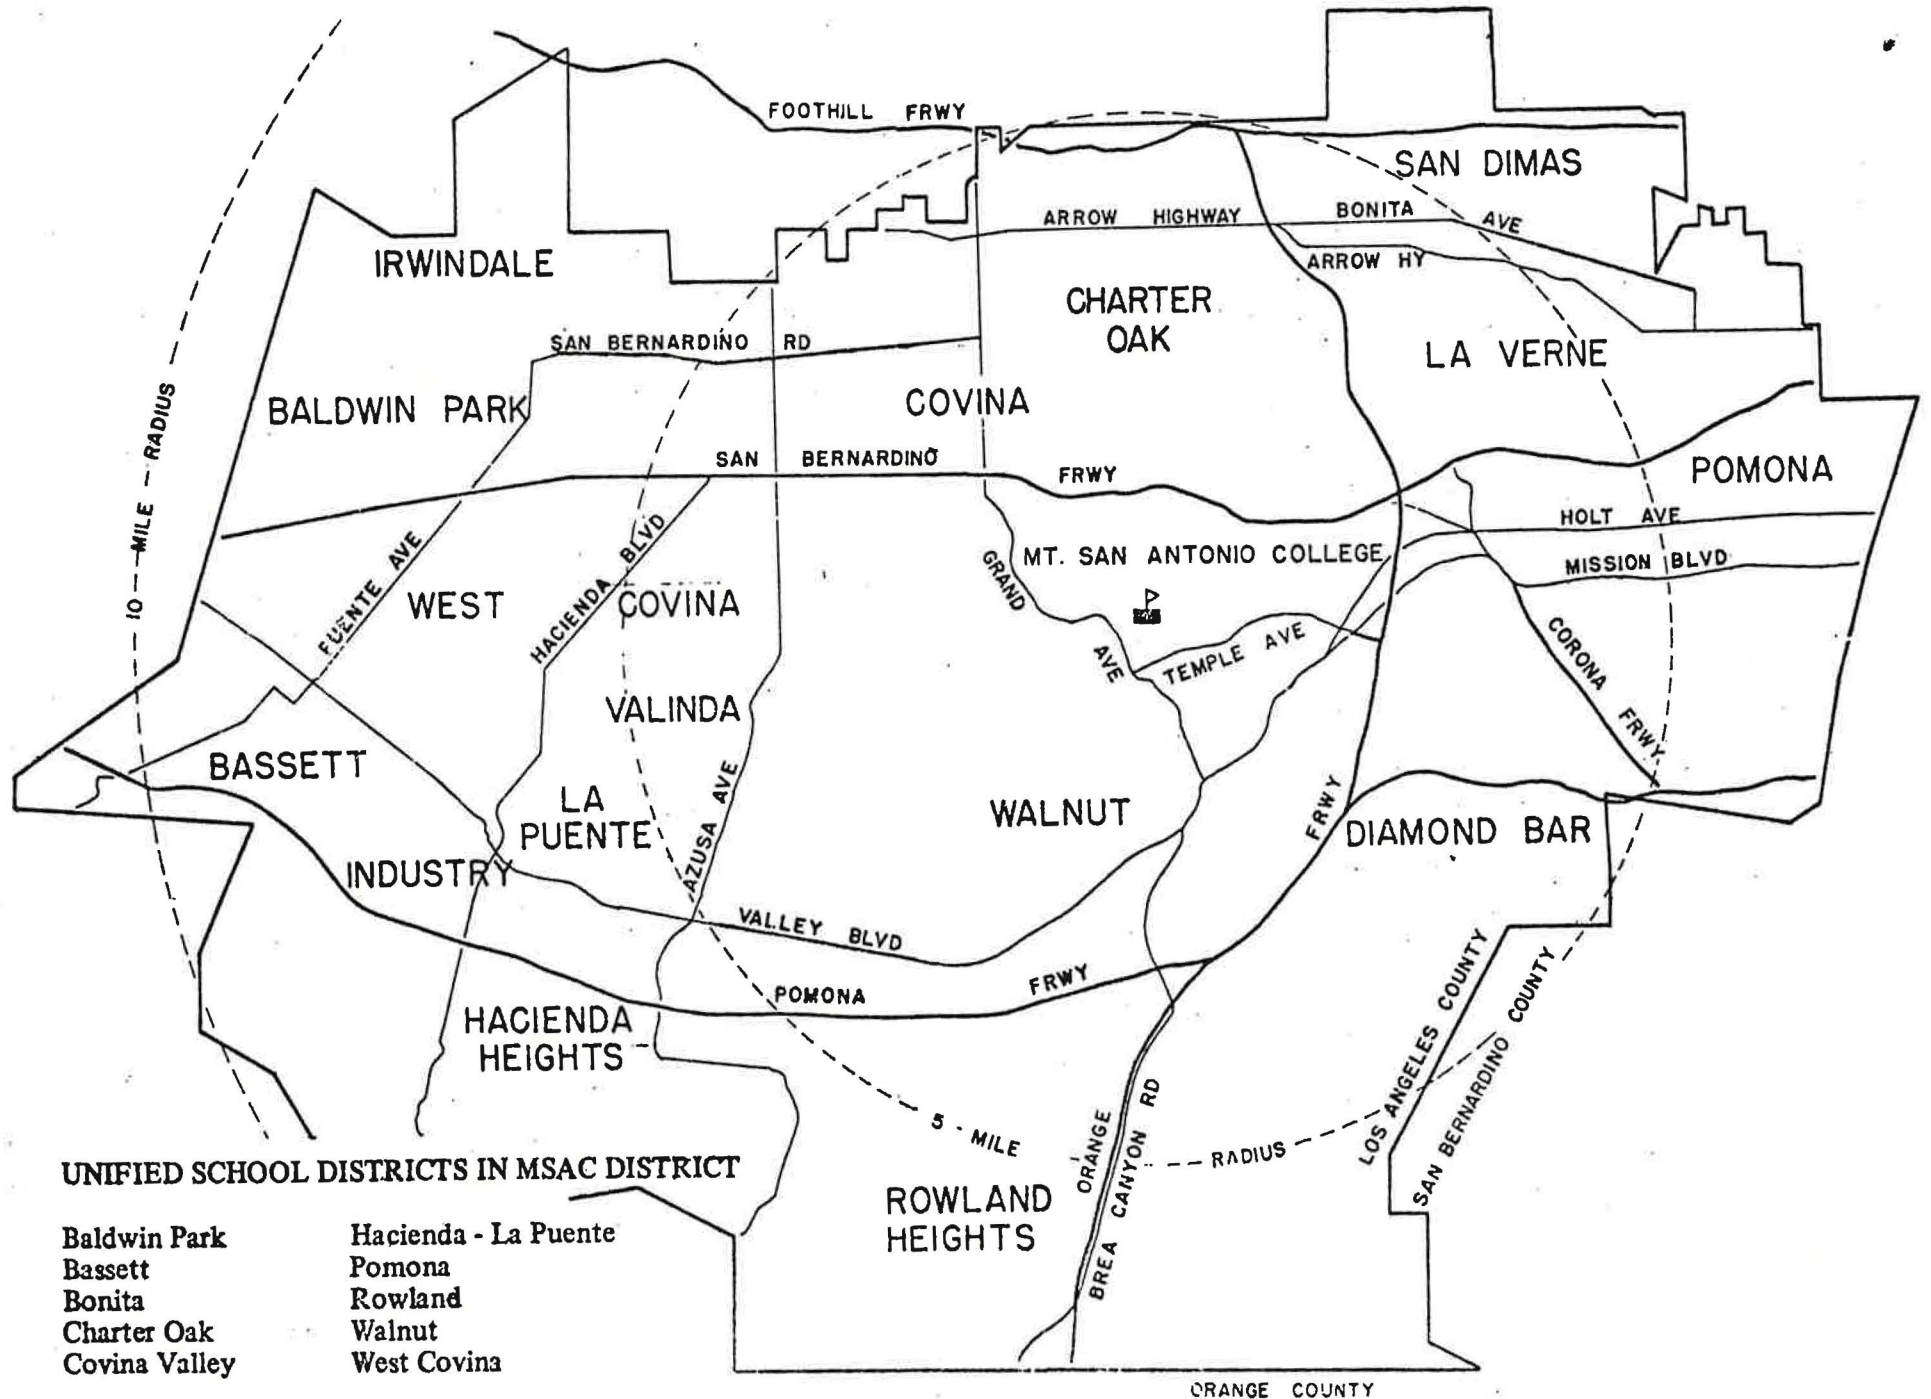 FOOTHILL FRWY
SAN DIMAS
ARROW HIGHWAY
BONITA AVE
ARROW HY
IRWINDALE
CHARTER
OAK
SAN BERNARDINO RD
LA VERNE
10 - MILE - RADIUS
BALDWIN PARK
COVINA
SAN BERNARDINO FRWY
POMONA
HOLT AVE
MISSION BLVD
MT. SAN ANTONIO COLLEGE
GRAND AVE
TEMPLE AVE
CORONA FRWY
PUENTE AVE
WEST COVINA
HACIENDA BLVD
VALINDA
BASSETT
LA
PUENTE
AZUSA AVE
WALNUT
FRWY
DIAMOND BAR
INDUSTRY
VALLEY BLVD
POMONA FRWY
HACIENDA
HEIGHTS
LOS ANGELES COUNTY
SAN BERNARDINO COUNTY
5 - MILE RADIUS
ORANGE
BREA CANYON RD
ROWLAND
HEIGHTS
UNIFIED SCHOOL DISTRICTS IN MSAC DISTRICT
Baldwin Park
Bassett
Bonita
Charter Oak
Covina Valley
Hacienda - La Puente
Pomona
Rowland
Walnut
West Covina
ORANGE COUNTY